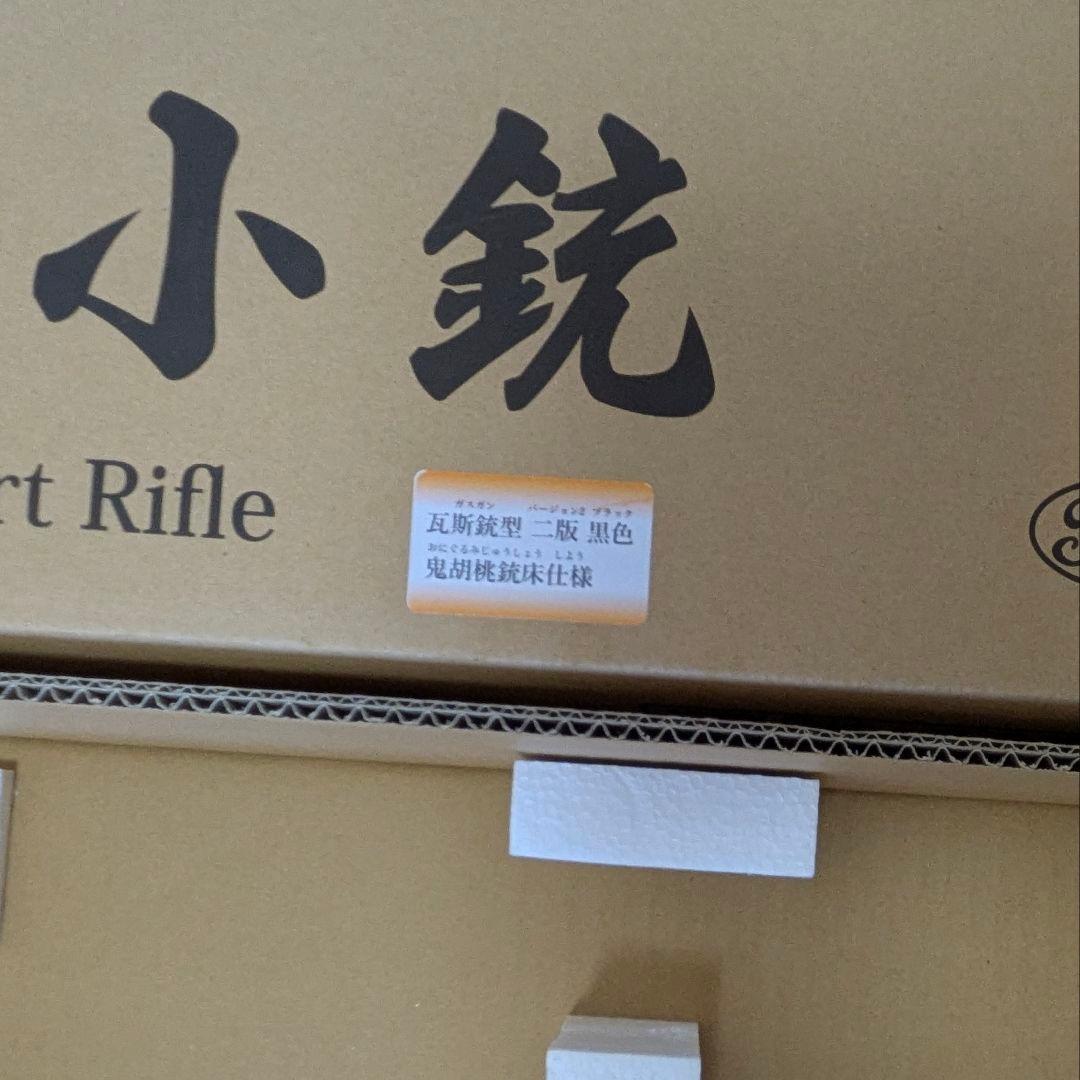 小銃
rt Rifle
ガスガン バージョン2 ブラック
瓦斯銃型 二版 黒色
おにぐるみじゅうしょう しよう
鬼胡桃銃床仕様